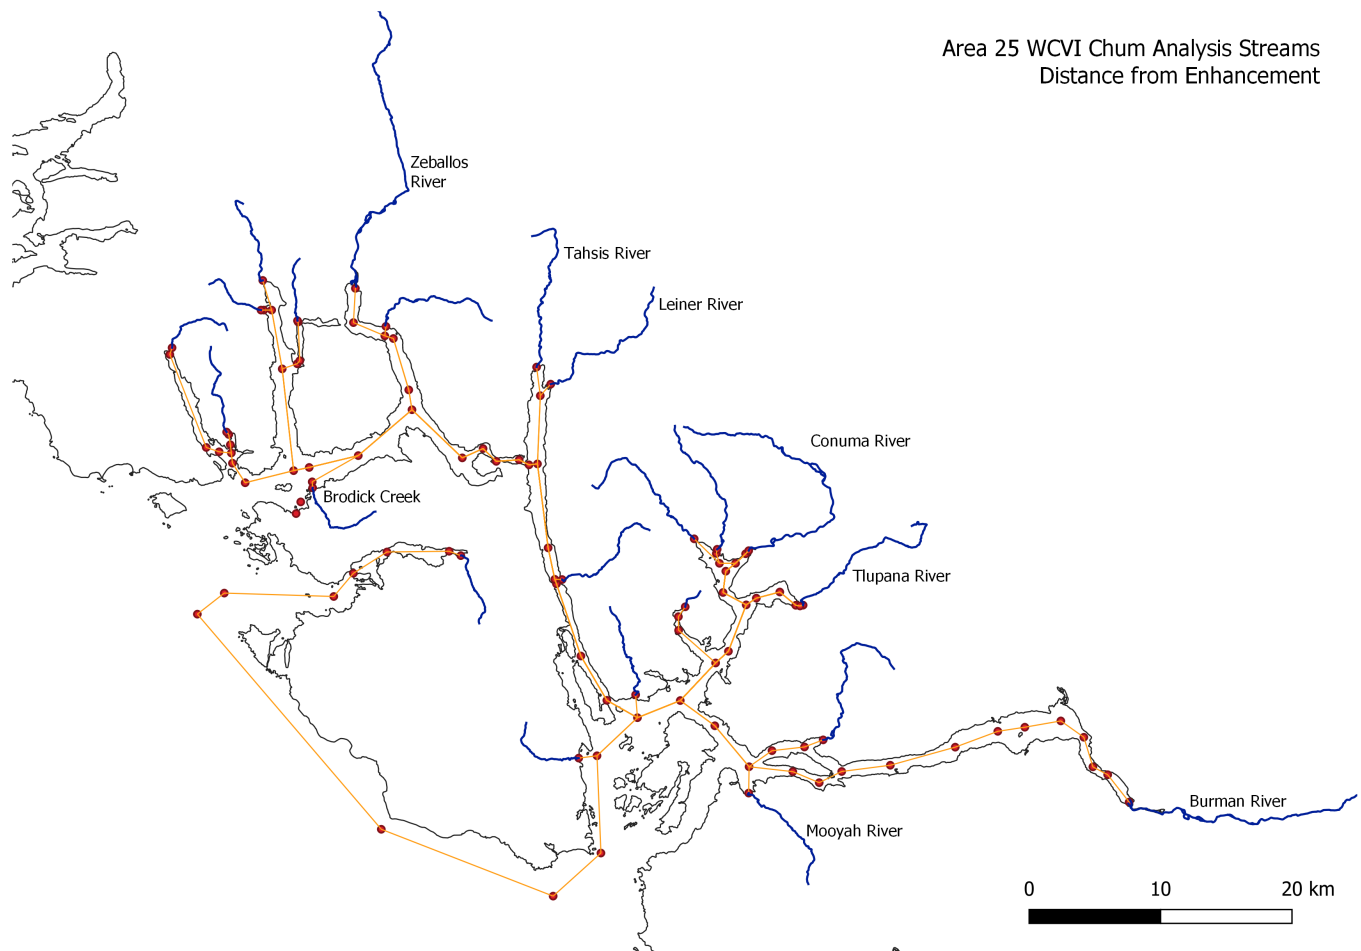 Area 25 WCVI Chum Analysis Streams
Distance from Enhancement
Zeballos
River
Tahsis River
Leiner River
Conuma River
Brodick Creek
Tlupana River
Burman River
Mooyah River
0 10 20 km